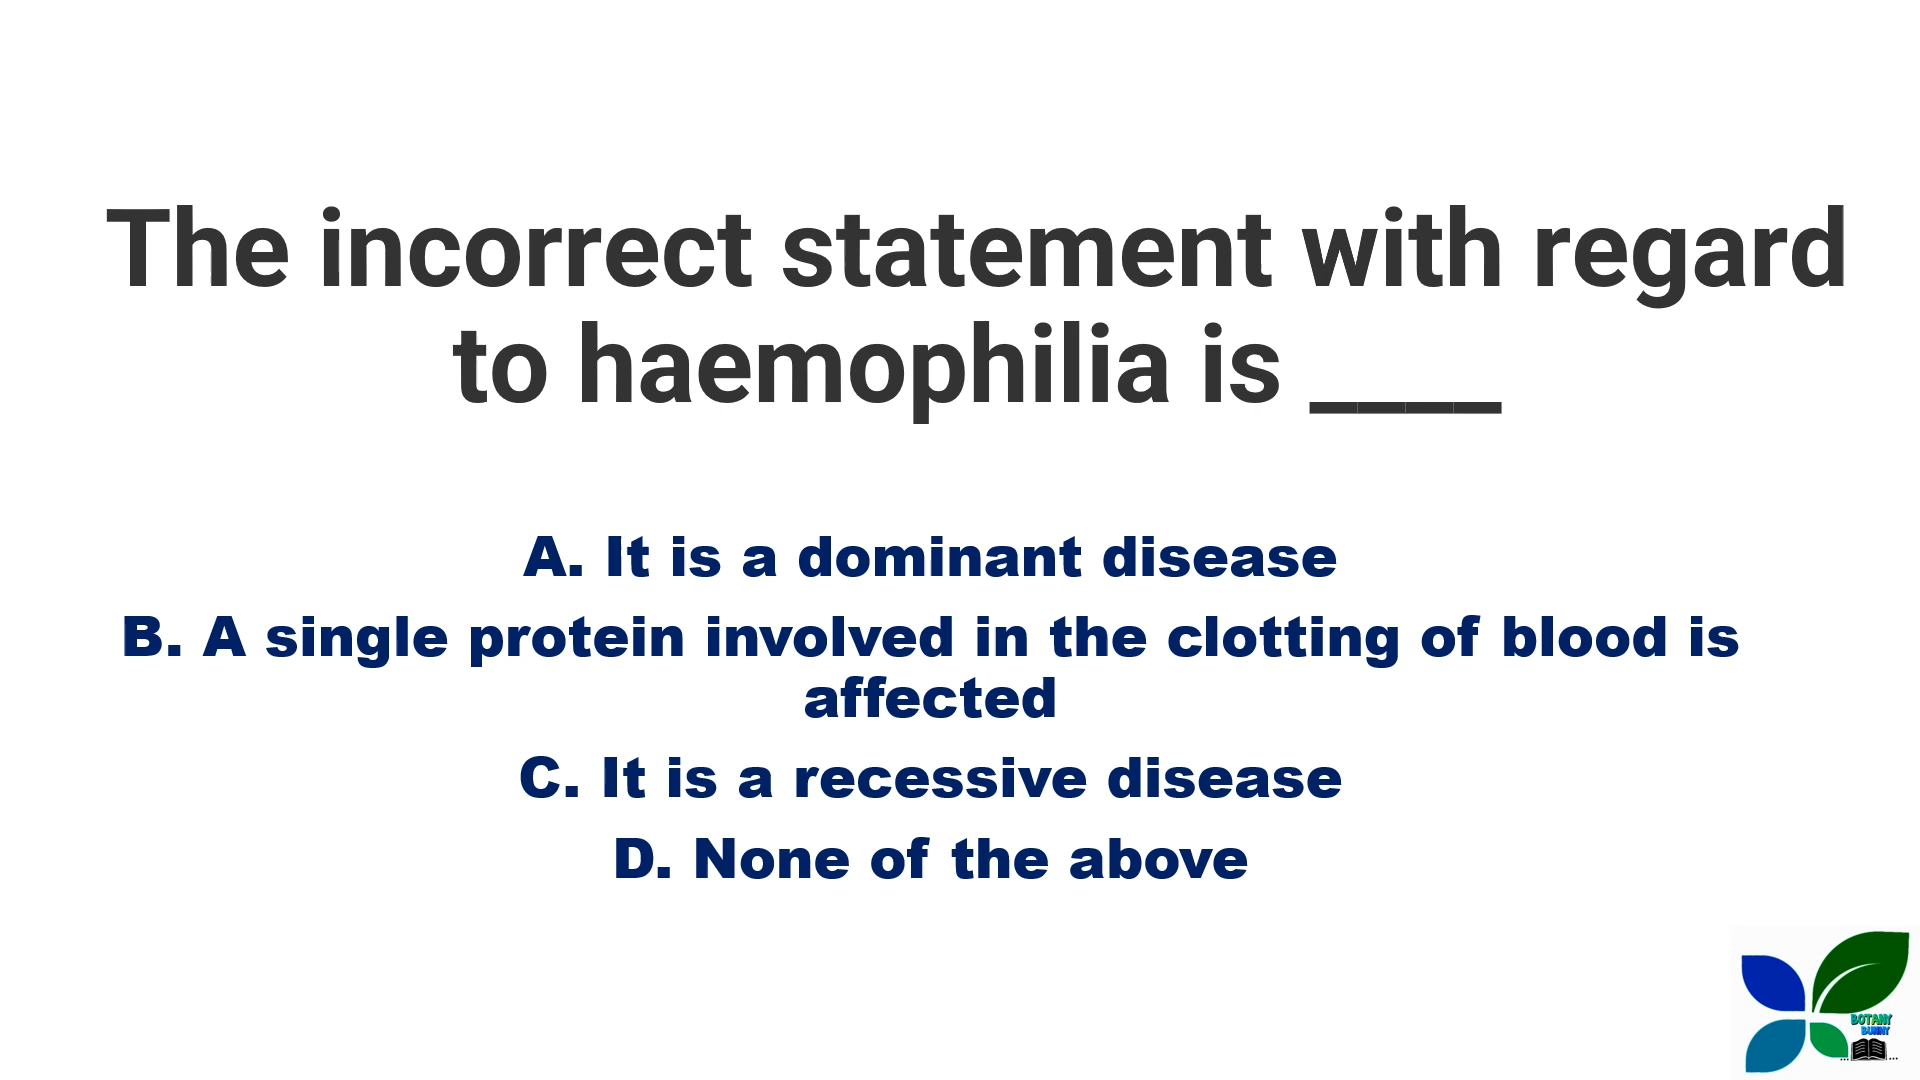 The incorrect statement with regard
to haemophilia is ____
A. It is a dominant disease
B. A single protein involved in the clotting of blood is
affected
C. It is a recessive disease
D. None of the above
BOTANY
BUNNY